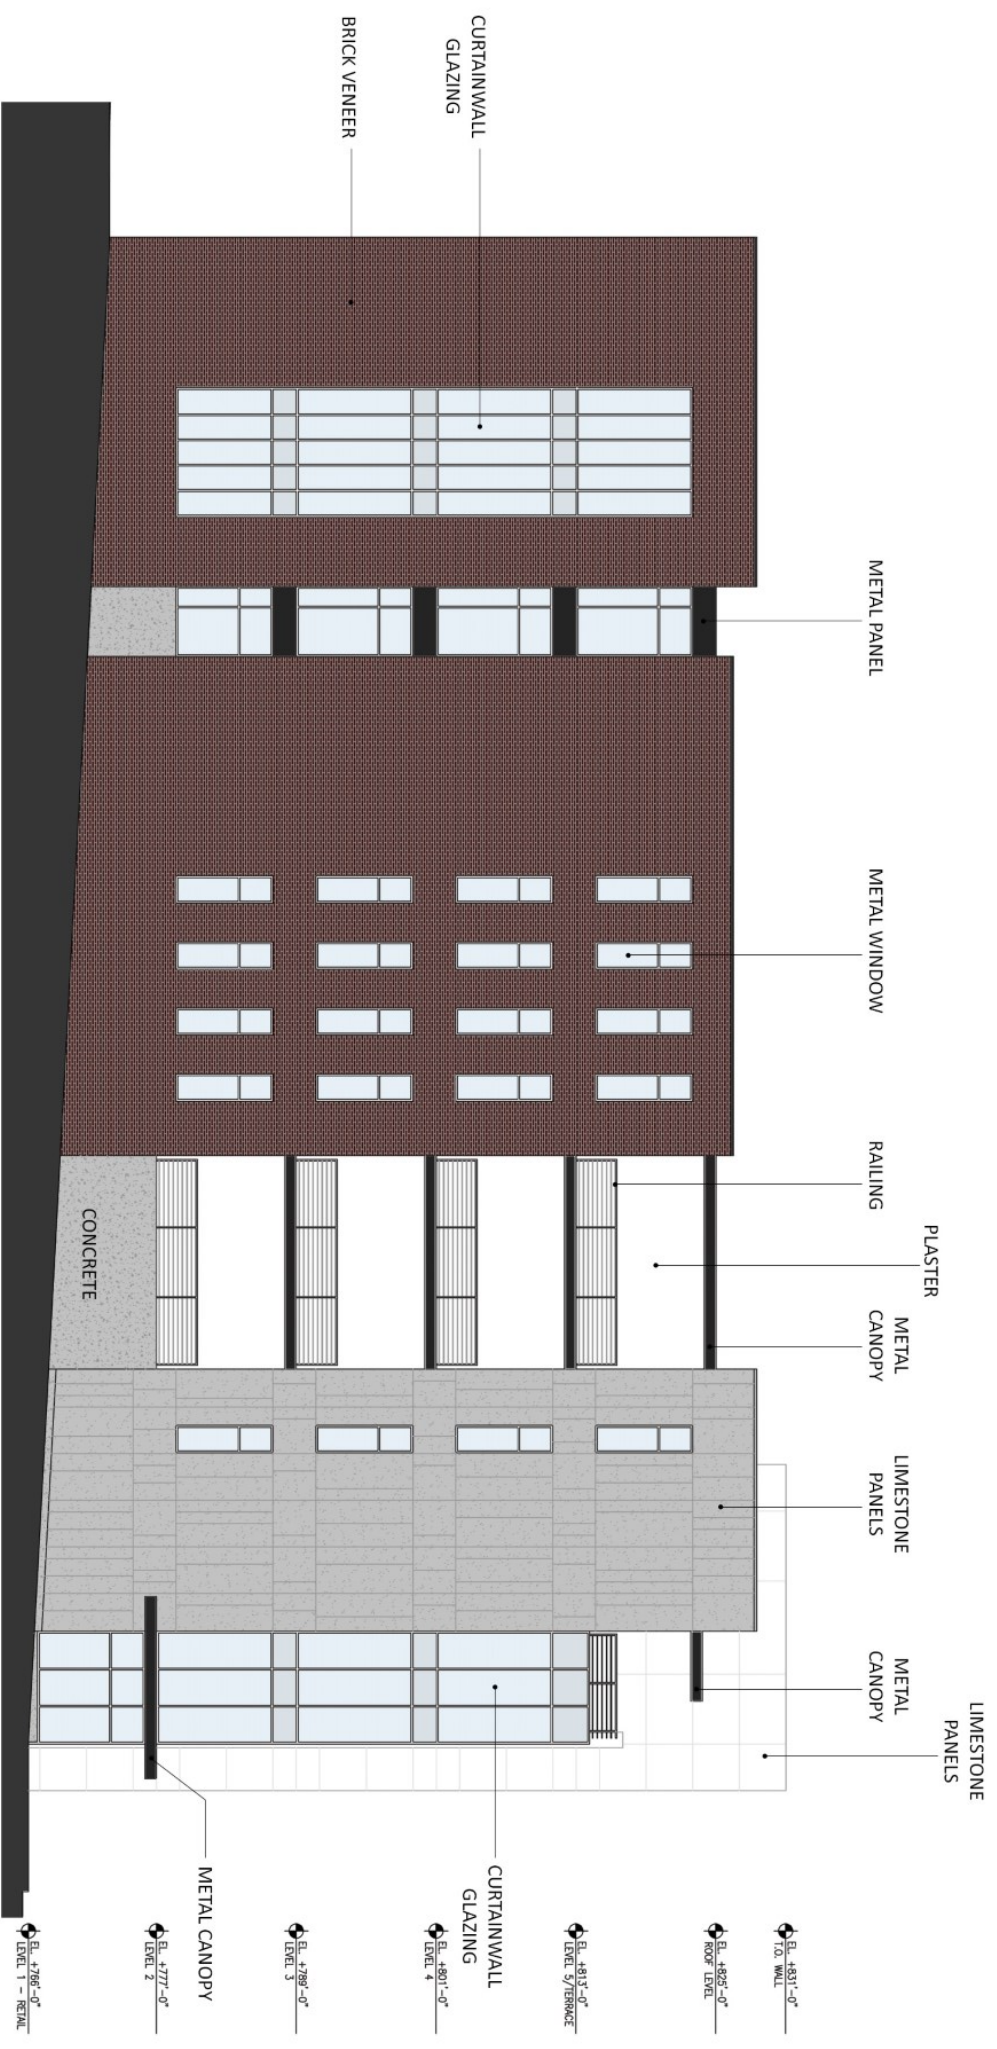 LIMESTONE
PANELS
PLASTER
METAL PANEL
METAL WINDOW
RAILING
METAL
CANOPY
LIMESTONE
PANELS
METAL
CANOPY
CURTAINWALL
GLAZING
BRICK VENEER
CONCRETE
CURTAINWALL
GLAZING
METAL CANOPY
EL. +831'-0"
T.O. WALL
EL. +825'-0"
ROOF LEVEL
EL. +813'-0"
LEVEL 5/TERRACE
EL. +801'-0"
LEVEL 4
EL. +789'-0"
LEVEL 3
EL. +777'-0"
LEVEL 2
EL. +766'-0"
LEVEL 1 - RETAIL